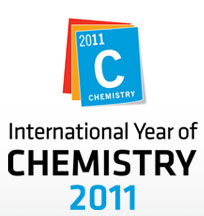 2011
C
CHEMISTRY
International Year of
CHEMISTRY
2011